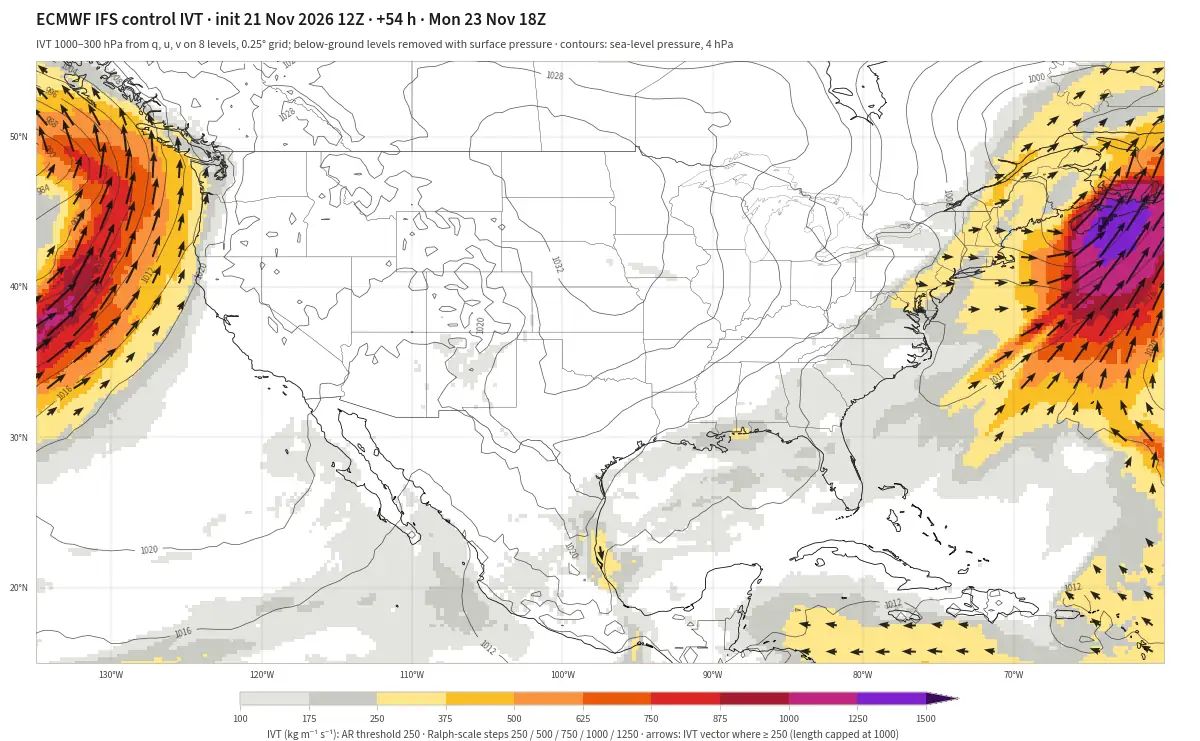 ECMWF IFS control IVT · init 21 Nov 2026 12Z · +54 h · Mon 23 Nov 18Z
IVT 1000–300 hPa from q, u, v on 8 levels, 0.25° grid; below-ground levels removed with surface pressure · contours: sea-level pressure, 4 hPa
1004
1028
1000
996
1028
988
50°N
984
1012
1020
1032
40°N
1020
1012
1016
30°N
1020
1020
20°N
1012
1012
1016
1012
130°W 120°W 110°W 100°W 90°W 80°W 70°W
100 175 250 375 500 625 750 875 1000 1250 1500
IVT (kg m⁻¹ s⁻¹): AR threshold 250 · Ralph-scale steps 250 / 500 / 750 / 1000 / 1250 · arrows: IVT vector where ≥ 250 (length capped at 1000)